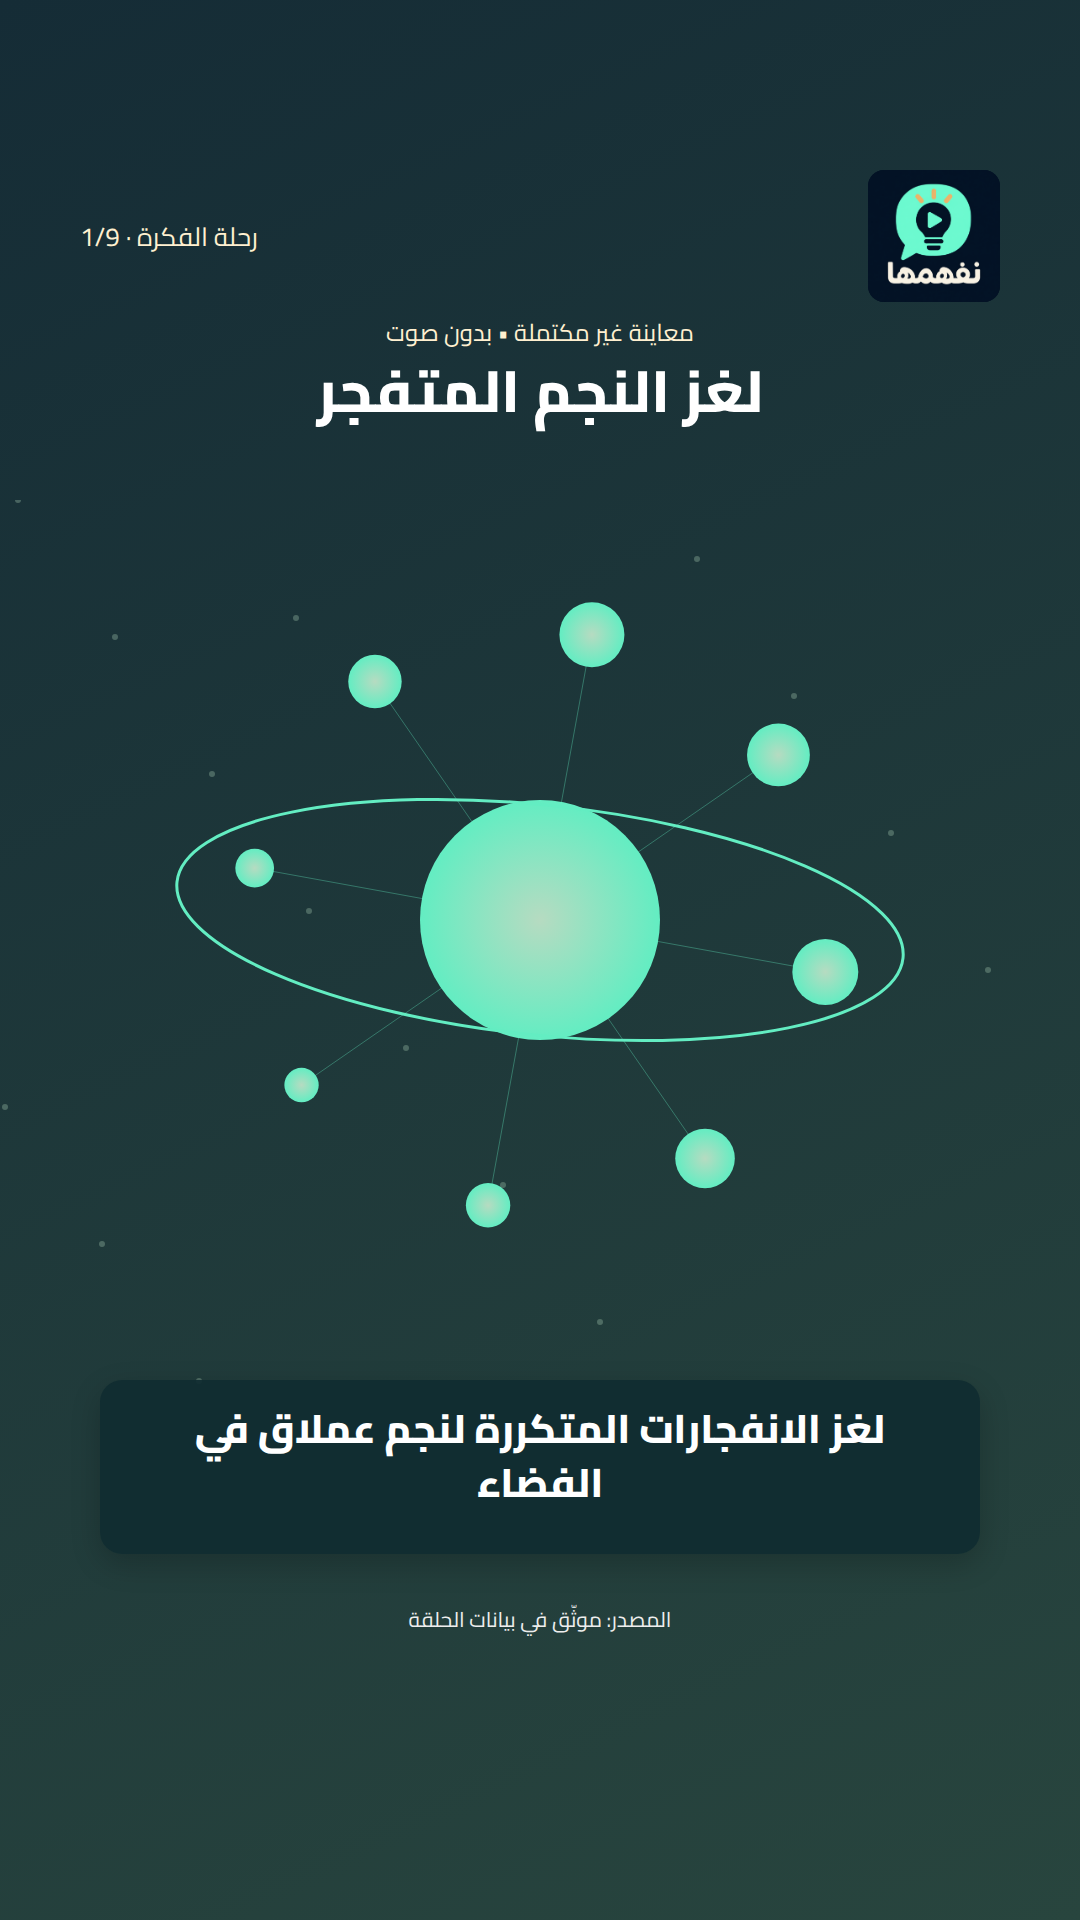 نفهمها
رحلة الفكرة · 1/9
معاينة غير مكتملة ▪ بدون صوت
لغز النجم المتفجر
لغز الانفجارات المتكررة لنجم عملاق في
الفضاء
المصدر: موثّق في بيانات الحلقة